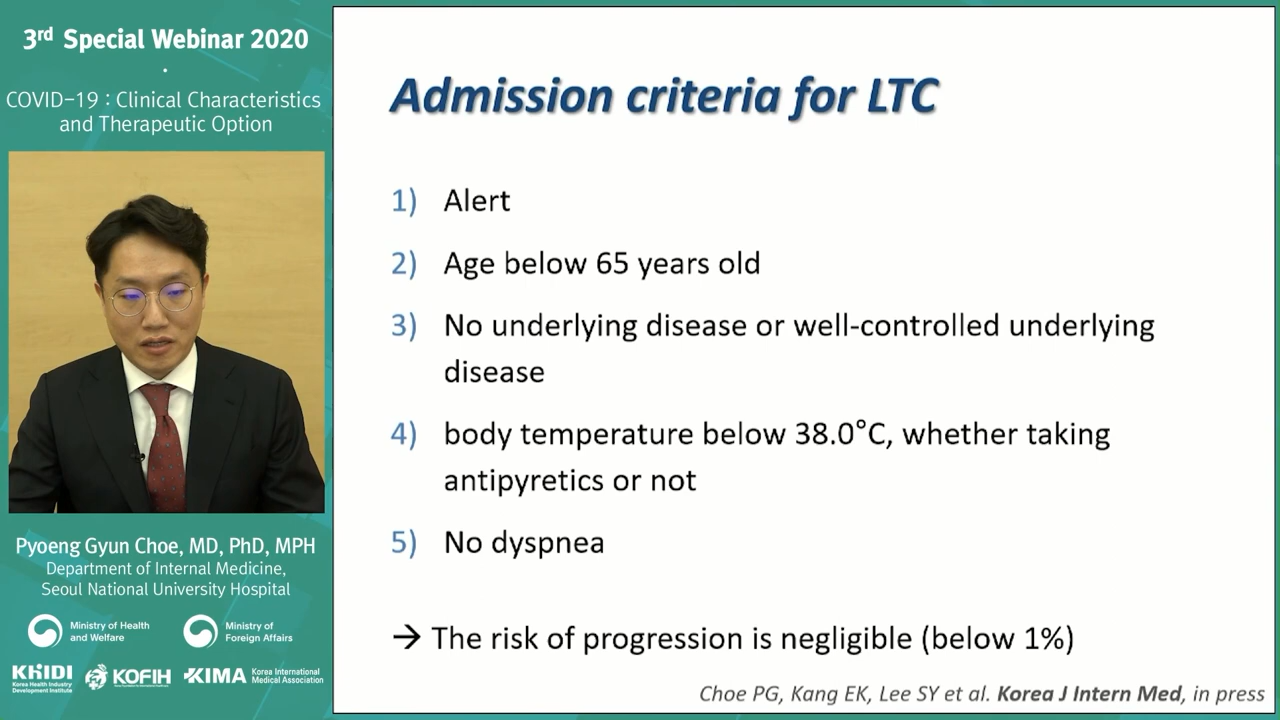 3rd Special Webinar 2020
COVID-19 : Clinical Characteristics
and Therapeutic Option
Pyoeng Gyun Choe, MD, PhD, MPH
Department of Internal Medicine,
Seoul National University Hospital
Ministry of Health
and Welfare
Ministry of
Foreign Affairs
KHIDI
Korea Health Industry
Development Institute
KOFIH
KIMA
Korea International
Medical Association
Admission criteria for LTC
1) Alert
2) Age below 65 years old
3) No underlying disease or well-controlled underlying
disease
4) body temperature below 38.0°C, whether taking
antipyretics or not
5) No dyspnea
→ The risk of progression is negligible (below 1%)
Choe PG, Kang EK, Lee SY et al. Korea J Intern Med, in press